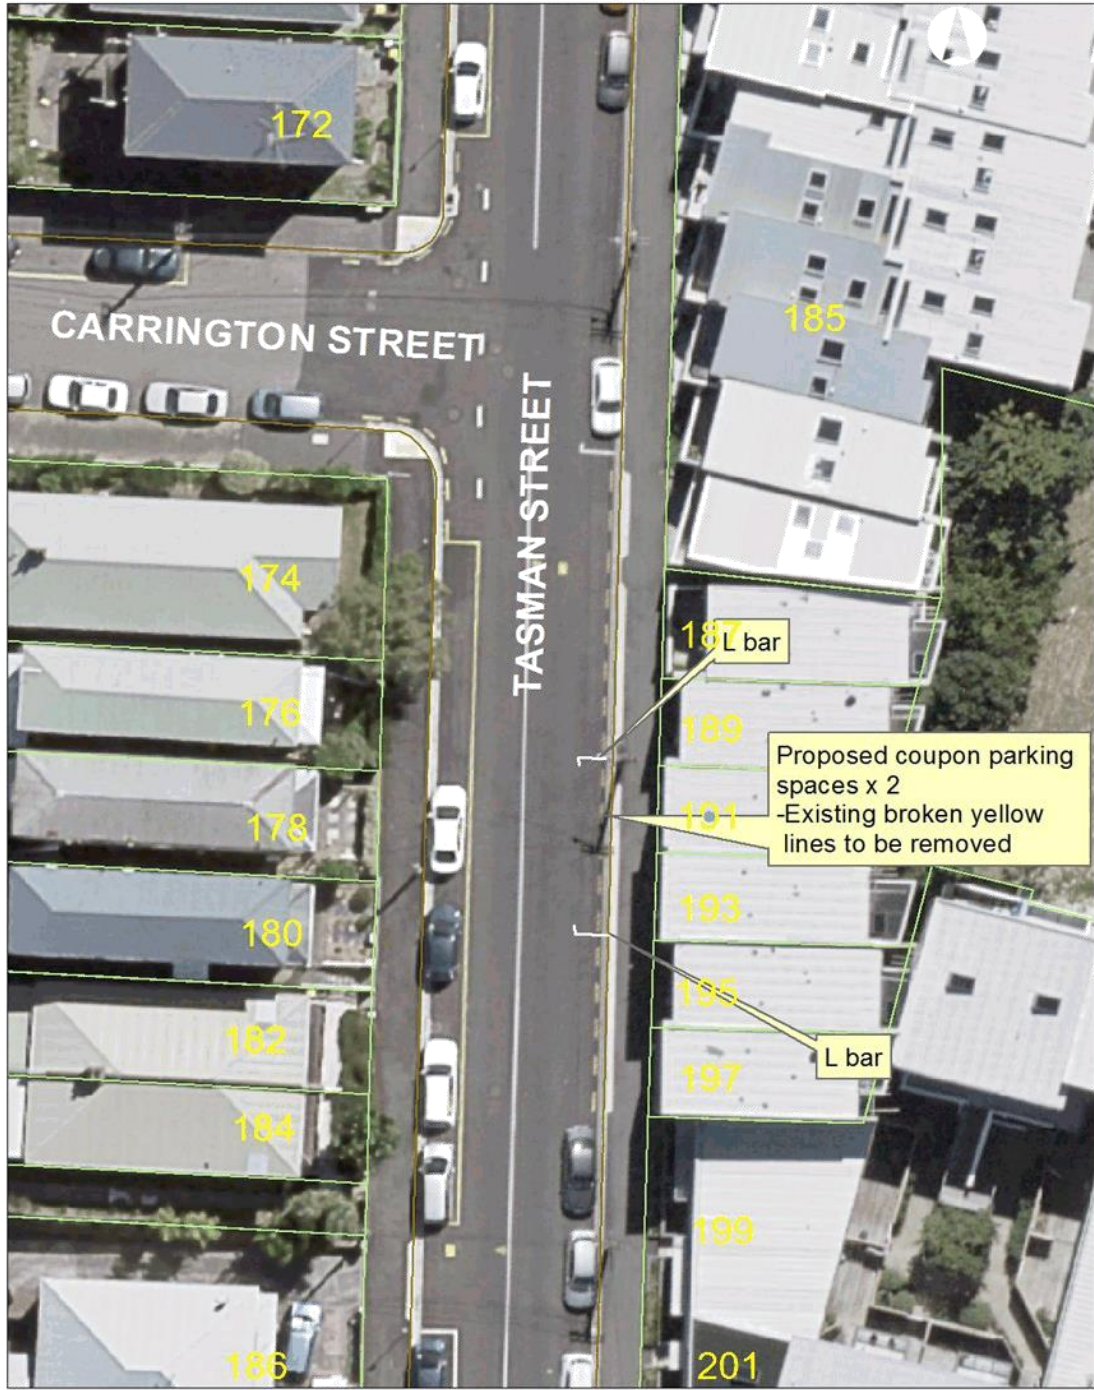 172
CARRINGTON STREET
185
TASMAN STREET
174
187
L bar
176
189
Proposed coupon parking
spaces x 2
-Existing broken yellow
lines to be removed
191
178
193
180
195
182
L bar
197
184
199
186
201